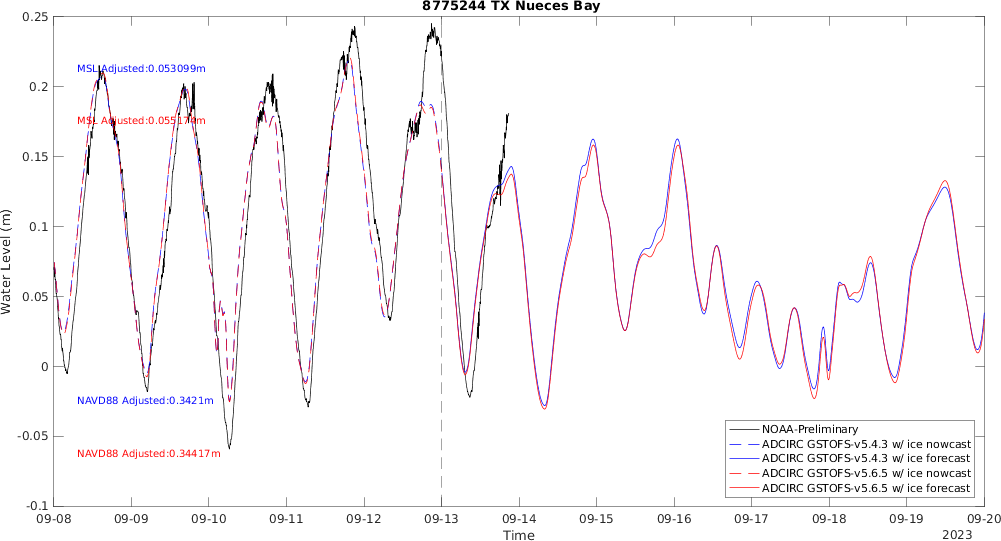 8775244 TX Nueces Bay
0.25
0.2
0.15
0.1
0.05
0
-0.05
-0.1
Water Level (m)
MSL Adjusted:0.053099m
MSL Adjusted:0.05517m
NAVD88 Adjusted:0.3421m
NAVD88 Adjusted:0.34417m
NOAA-Preliminary
ADCIRC GSTOFS-v5.4.3 w/ ice nowcast
ADCIRC GSTOFS-v5.4.3 w/ ice forecast
ADCIRC GSTOFS-v5.6.5 w/ ice nowcast
ADCIRC GSTOFS-v5.6.5 w/ ice forecast
09-08 09-09 09-10 09-11 09-12 09-13 09-14 09-15 09-16 09-17 09-18 09-19 09-20
Time
2023